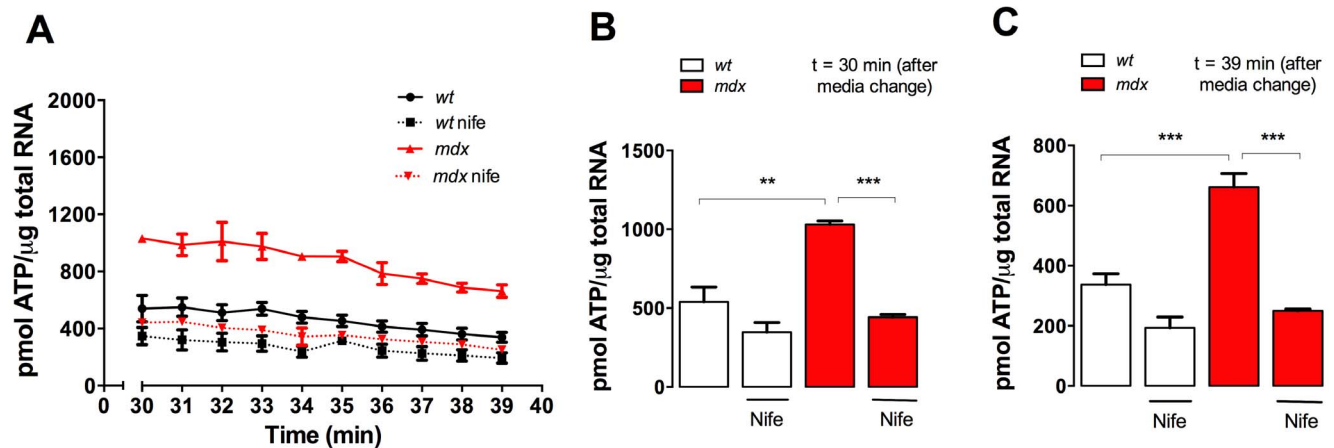 A
pmol ATP/μg total RNA
2000
1600
1200
800
400
0
0
30
31
32
33
34
35
36
37
38
39
40
Time (min)
wt
wt nife
mdx
mdx nife
B
wt
mdx
t = 30 min (after
media change)
pmol ATP/μg total RNA
1500
1000
500
0
**
***
Nife
Nife
C
wt
mdx
t = 39 min (after
media change)
pmol ATP/μg total RNA
800
600
400
200
0
***
***
Nife
Nife